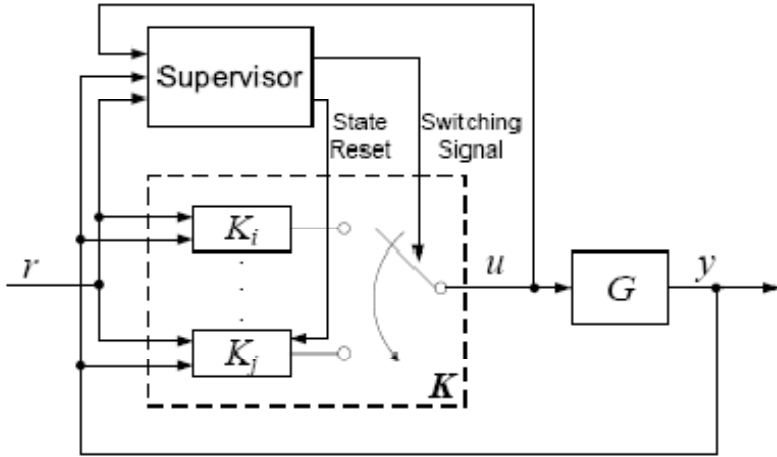 Supervisor
State
Reset
Switching
Signal
K_i
r
u
G
y
K_j
K